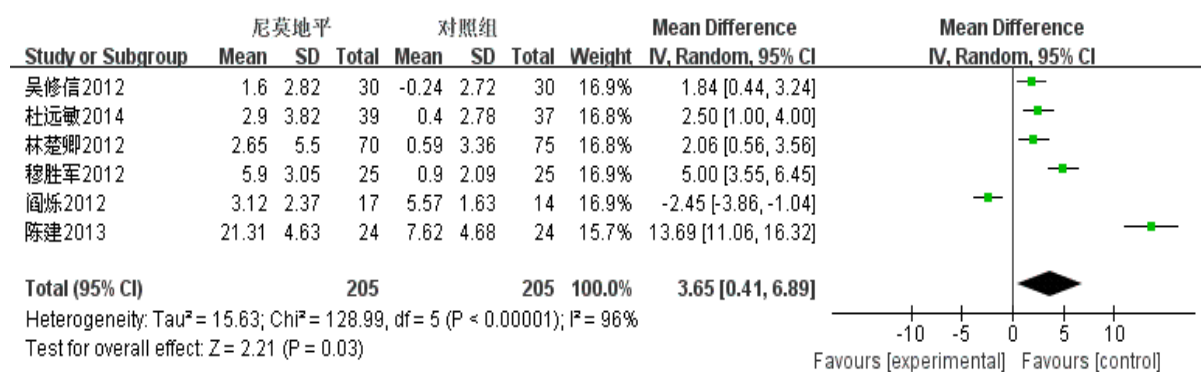 尼莫地平 对照组 Mean Difference Mean Difference
Study or Subgroup Mean SD Total Mean SD Total Weight IV, Random, 95% CI IV, Random, 95% CI
吴修信2012 1.6 2.82 30 -0.24 2.72 30 16.9% 1.84 [0.44, 3.24]
杜远敏2014 2.9 3.82 39 0.4 2.78 37 16.9% 2.50 [1.00, 4.00]
林楚卿2012 2.65 5.5 70 0.59 3.36 75 16.9% 2.06 [0.56, 3.56]
穆胜军2012 5.9 3.05 25 0.9 2.09 25 16.9% 5.00 [3.55, 6.45]
阎烁2012 3.12 2.37 17 5.57 1.63 14 16.9% -2.45 [-3.86, -1.04]
陈建2013 21.31 4.63 24 7.62 4.68 24 15.7% 13.69 [11.06, 16.32]
Total (95% CI) 205 205 100.0% 3.65 [0.41, 6.89]
Heterogeneity: Tau² = 15.63; Chi² = 128.99, df = 5 (P < 0.00001); I² = 96%
Test for overall effect: Z = 2.21 (P = 0.03)
-10 -5 0 5 10
Favours [experimental] Favours [control]